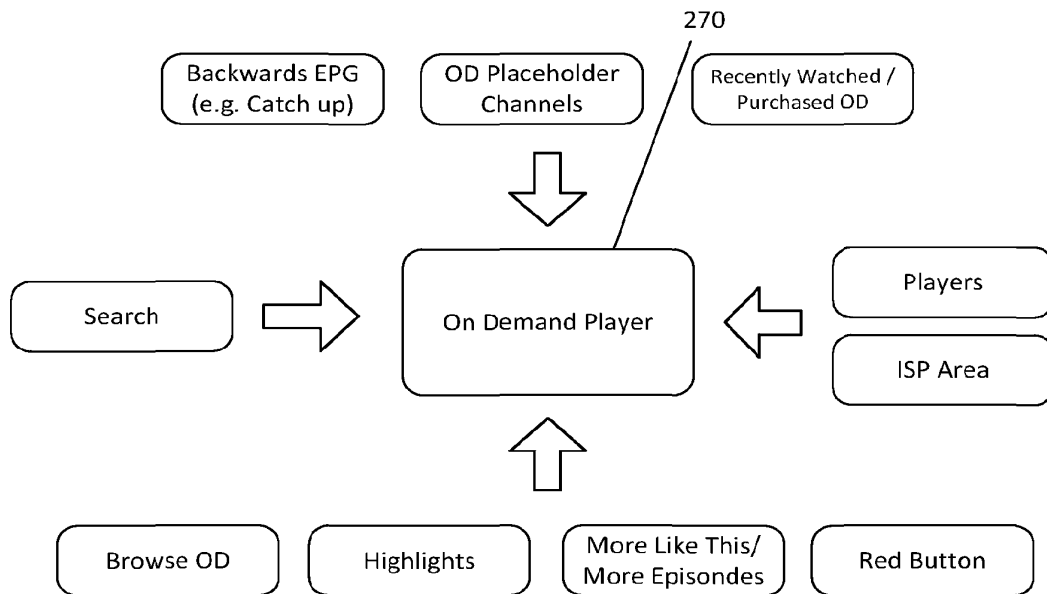 270
Backwards EPG
(e.g. Catch up)
OD Placeholder
Channels
Recently Watched /
Purchased OD
Search
On Demand Player
Players
ISP Area
Browse OD
Highlights
More Like This/
More Episondes
Red Button